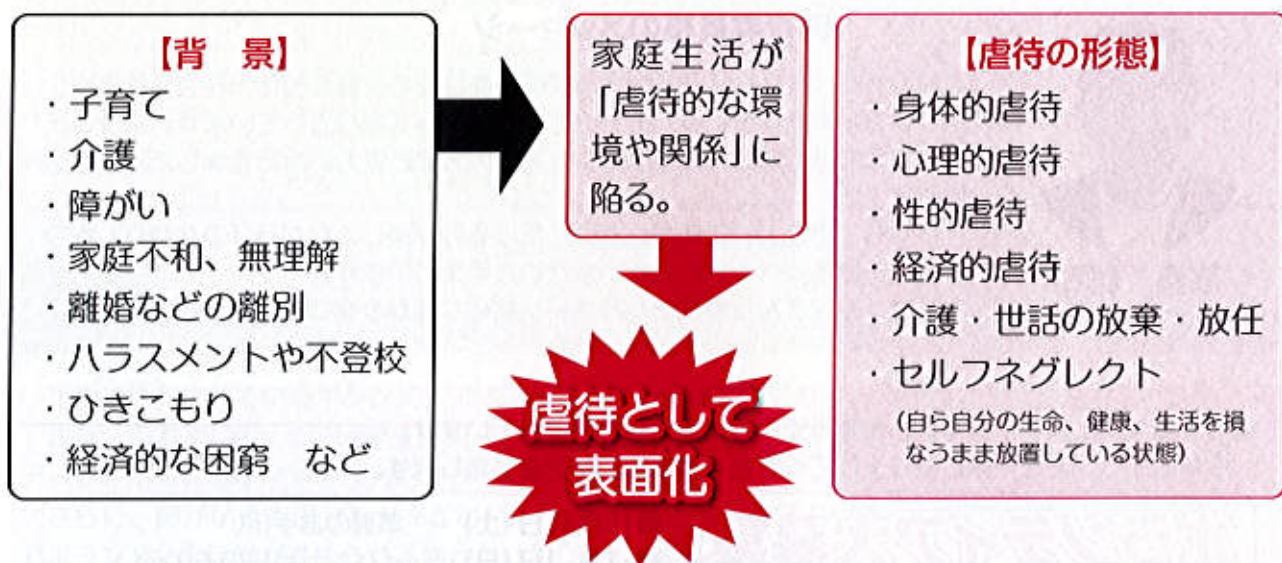 【背　景】
・子育て
・介護
・障がい
・家庭不和、無理解
・離婚などの離別
・ハラスメントや不登校
・ひきこもり
・経済的な困窮　など
家庭生活が
「虐待的な環
境や関係」に
陥る。
虐待として
表面化
【虐待の形態】
・身体的虐待
・心理的虐待
・性的虐待
・経済的虐待
・介護・世話の放棄・放任
・セルフネグレクト
（自ら自分の生命、健康、生活を損
なうまま放置している状態）